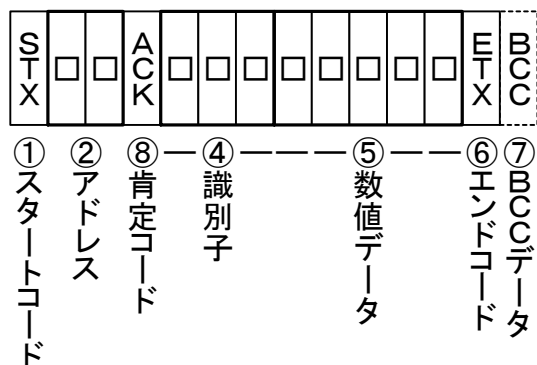 STX □ □ ACK □ □ □ □ □ □ □ □ ETX BCC
①スタートコード
②アドレス
⑧肯定コード
④識別子
⑤数値データ
⑥エンドコード
⑦BCCデータ